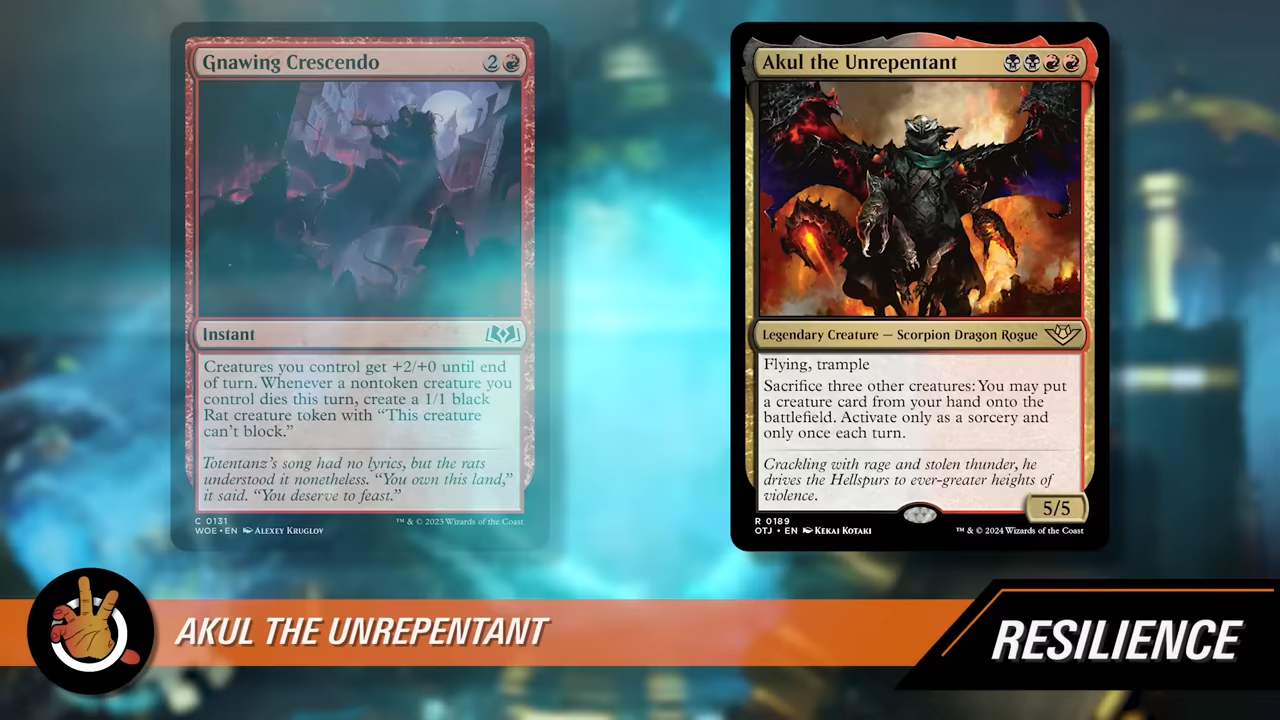 Gnawing Crescendo
2
Instant
Creatures you control get +2/+0 until end
of turn. Whenever a nontoken creature you
control dies this turn, create a 1/1 black
Rat creature token with “This creature
can’t block.”
Totentanz’s song had no lyrics, but the rats
understood it nonetheless. “You own this land,”
it said. “You deserve to feast.”
C 0131
WOE • EN ALEXEY KRUGLOV
™ & © 2023 Wizards of the Coast
Akul the Unrepentant
Legendary Creature — Scorpion Dragon Rogue
Flying, trample
Sacrifice three other creatures: You may put
a creature card from your hand onto the
battlefield. Activate only as a sorcery and
only once each turn.
Crackling with rage and stolen thunder, he
drives the Hellspurs to ever-greater heights of
violence.
5/5
R 0189
OTJ • EN KEKAI KOTAKI
™ & © 2024 Wizards of the Coast
AKUL THE UNREPENTANT
RESILIENCE